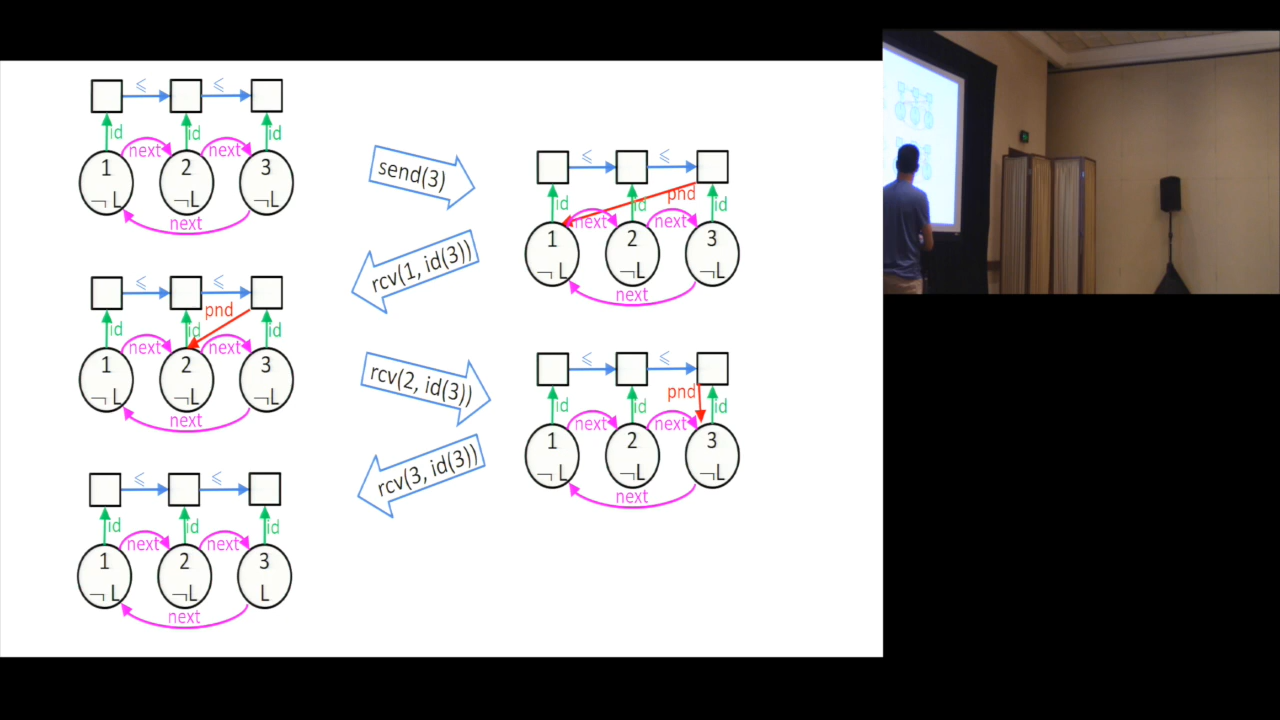 ≤ ≤
id id id
next next
1 2 3
¬ L ¬ L ¬ L
next
send(3)
≤ ≤
pnd
id id id
next next
1 2 3
¬ L ¬ L ¬ L
next
rcv(1, id(3))
≤ ≤
pnd
id id id
next next
1 2 3
¬ L ¬ L ¬ L
next
rcv(2, id(3))
≤ ≤
pnd
id id id
next next
1 2 3
¬ L ¬ L ¬ L
next
rcv(3, id(3))
≤ ≤
id id id
next next
1 2 3
¬ L ¬ L L
next